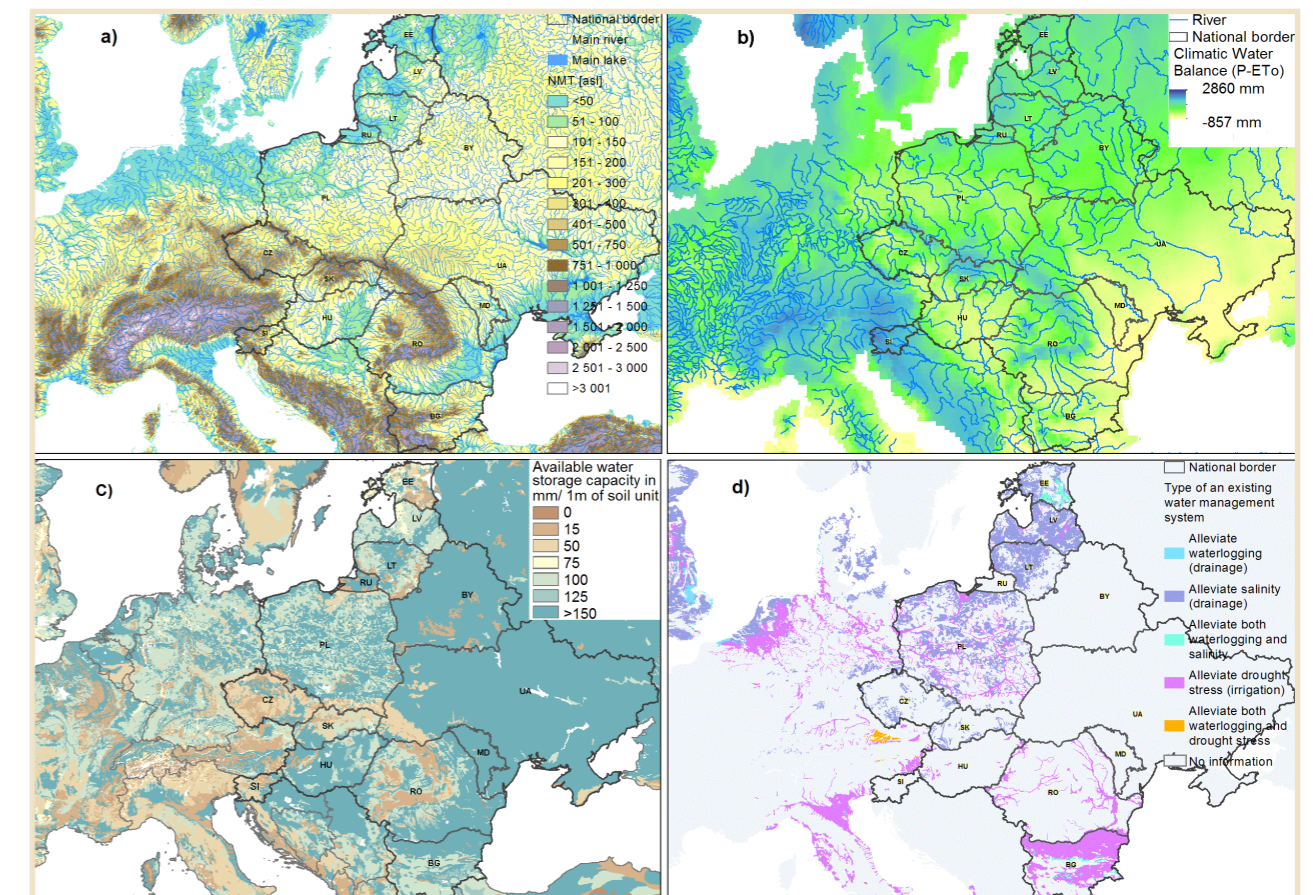 a)
National border
Main river
Main lake
NMT [asl]
<50
51 - 100
101 - 150
151 - 200
201 - 300
301 - 400
401 - 500
501 - 750
751 - 1 000
1 001 - 1 250
1 251 - 1 500
1 501 - 2 000
2 001 - 2 500
2 501 - 3 000
>3 001
EE
LV
LT
RU
BY
PL
CZ
SK
UA
HU
MD
SI
RO
BG
b)
River
National border
Climatic Water
Balance (P-ETo)
2860 mm
-857 mm
EE
LV
LT
RU
BY
PL
CZ
UA
SK
HU
MD
SI
RO
BG
c)
Available water
storage capacity in
mm/ 1m of soil unit
0
15
50
75
100
125
>150
EE
LV
LT
RU
BY
PL
CZ
UA
SK
MD
HU
SI
RO
BG
d)
National border
Type of an existing
water management
system
Alleviate
waterlogging
(drainage)
Alleviate salinity
(drainage)
Alleviate both
waterlogging and
salinity
Alleviate drought
stress (irrigation)
Alleviate both
waterlogging and
drought stress
No information
EE
LV
LT
RU
BY
PL
CZ
UA
SK
MD
HU
SI
RO
BG